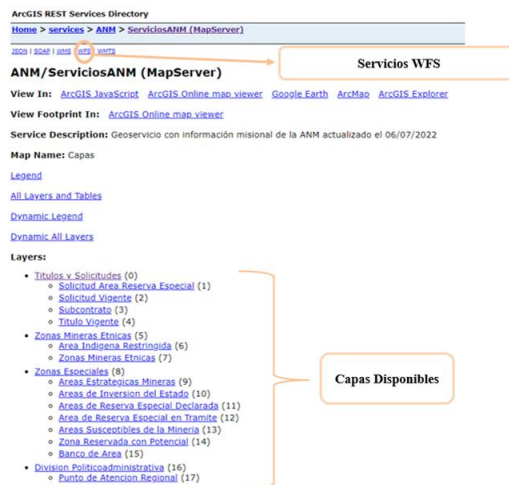 ArcGIS REST Services Directory
Home > services > ANM > ServiciosANM (MapServer)
JSON | SOAP | WMS | WFS | WMTS
Servicios WFS
ANM/ServiciosANM (MapServer)
View In: ArcGIS JavaScript ArcGIS Online map viewer Google Earth ArcMap ArcGIS Explorer
View Footprint In: ArcGIS Online map viewer
Service Description: Geoservicio con información misional de la ANM actualizado el 06/07/2022
Map Name: Capas
Legend
All Layers and Tables
Dynamic Legend
Dynamic All Layers
Layers:
• Titulos y Solicitudes (0)
o Solicitud Area Reserva Especial (1)
o Solicitud Vigente (2)
o Subcontrato (3)
o Titulo Vigente (4)
• Zonas Mineras Etnicas (5)
o Area Indigena Restringida (6)
o Zonas Mineras Etnicas (7)
• Zonas Especiales (8)
o Areas Estrategicas Mineras (9)
o Areas de Inversion del Estado (10)
o Areas de Reserva Especial Declarada (11)
o Area de Reserva Especial en Tramite (12)
o Areas Susceptibles de la Mineria (13)
o Zona Reservada con Potencial (14)
o Banco de Area (15)
• Division Politicoadministrativa (16)
o Punto de Atencion Regional (17)
Capas Disponibles